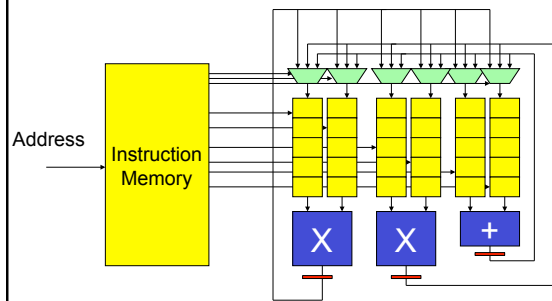 Address
Instruction
Memory
X
X
+